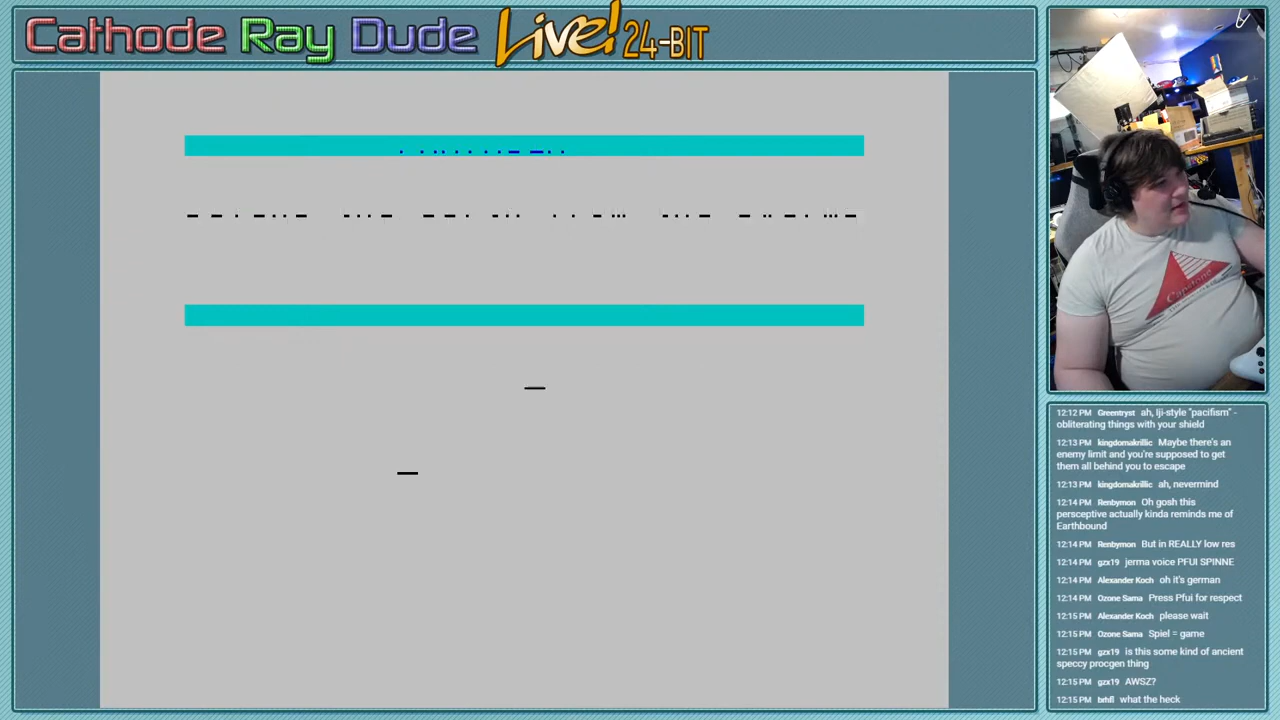 Cathode Ray Dude Live! 24-BIT
Capstone
12:12 PM Greentryst ah, Iji-style "pacifism" -
obliterating things with your shield
12:13 PM kingdomakrillic Maybe there's an
enemy limit and you're supposed to get
them all behind you to escape
12:13 PM kingdomakrillic ah, nevermind
12:14 PM Renbymon Oh gosh this
persceptive actually kinda reminds me of
Earthbound
12:14 PM Renbymon But in REALLY low res
12:14 PM gzx19 jerma voice PFUI SPINNE
12:14 PM Alexander Koch oh it's german
12:14 PM Ozone Sama Press Pfui for respect
12:15 PM Alexander Koch please wait
12:15 PM Ozone Sama Spiel = game
12:15 PM gzx19 is this some kind of ancient
speccy procgen thing
12:15 PM gzx19 AWSZ?
12:15 PM brhfl what the heck